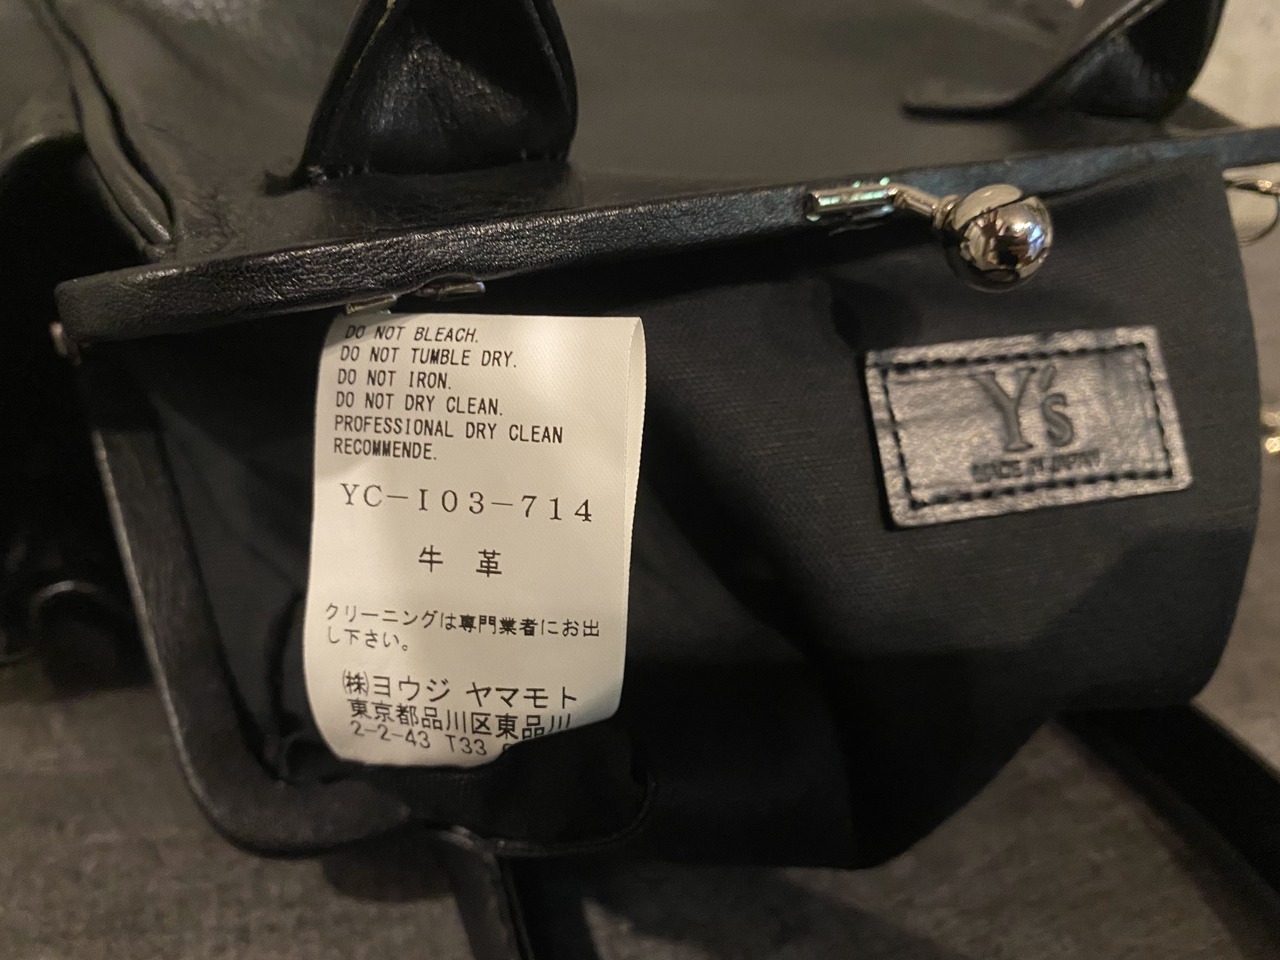 DO NOT BLEACH.
DO NOT TUMBLE DRY.
DO NOT IRON.
DO NOT DRY CLEAN.
PROFESSIONAL DRY CLEAN
RECOMMENDE.
YC-I03-714
牛 革
クリーニングは専門業者にお出
し下さい。
㈱ヨウジ ヤマモト
東京都品川区東品川
2-2-43 T33
Y's
MADE IN JAPAN